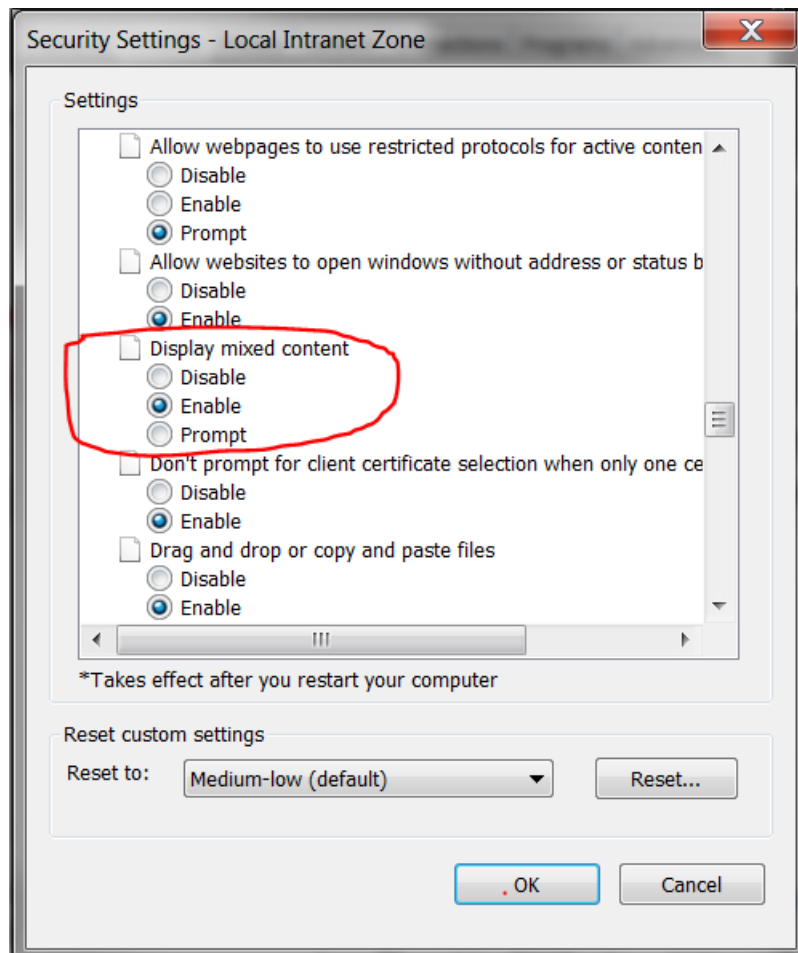 Security Settings - Local Intranet Zone
Settings
Allow webpages to use restricted protocols for active conten
Disable
Enable
Prompt
Allow websites to open windows without address or status b
Disable
Enable
Display mixed content
Disable
Enable
Prompt
Don't prompt for client certificate selection when only one ce
Disable
Enable
Drag and drop or copy and paste files
Disable
Enable
*Takes effect after you restart your computer
Reset custom settings
Reset to: Medium-low (default) Reset...
OK Cancel